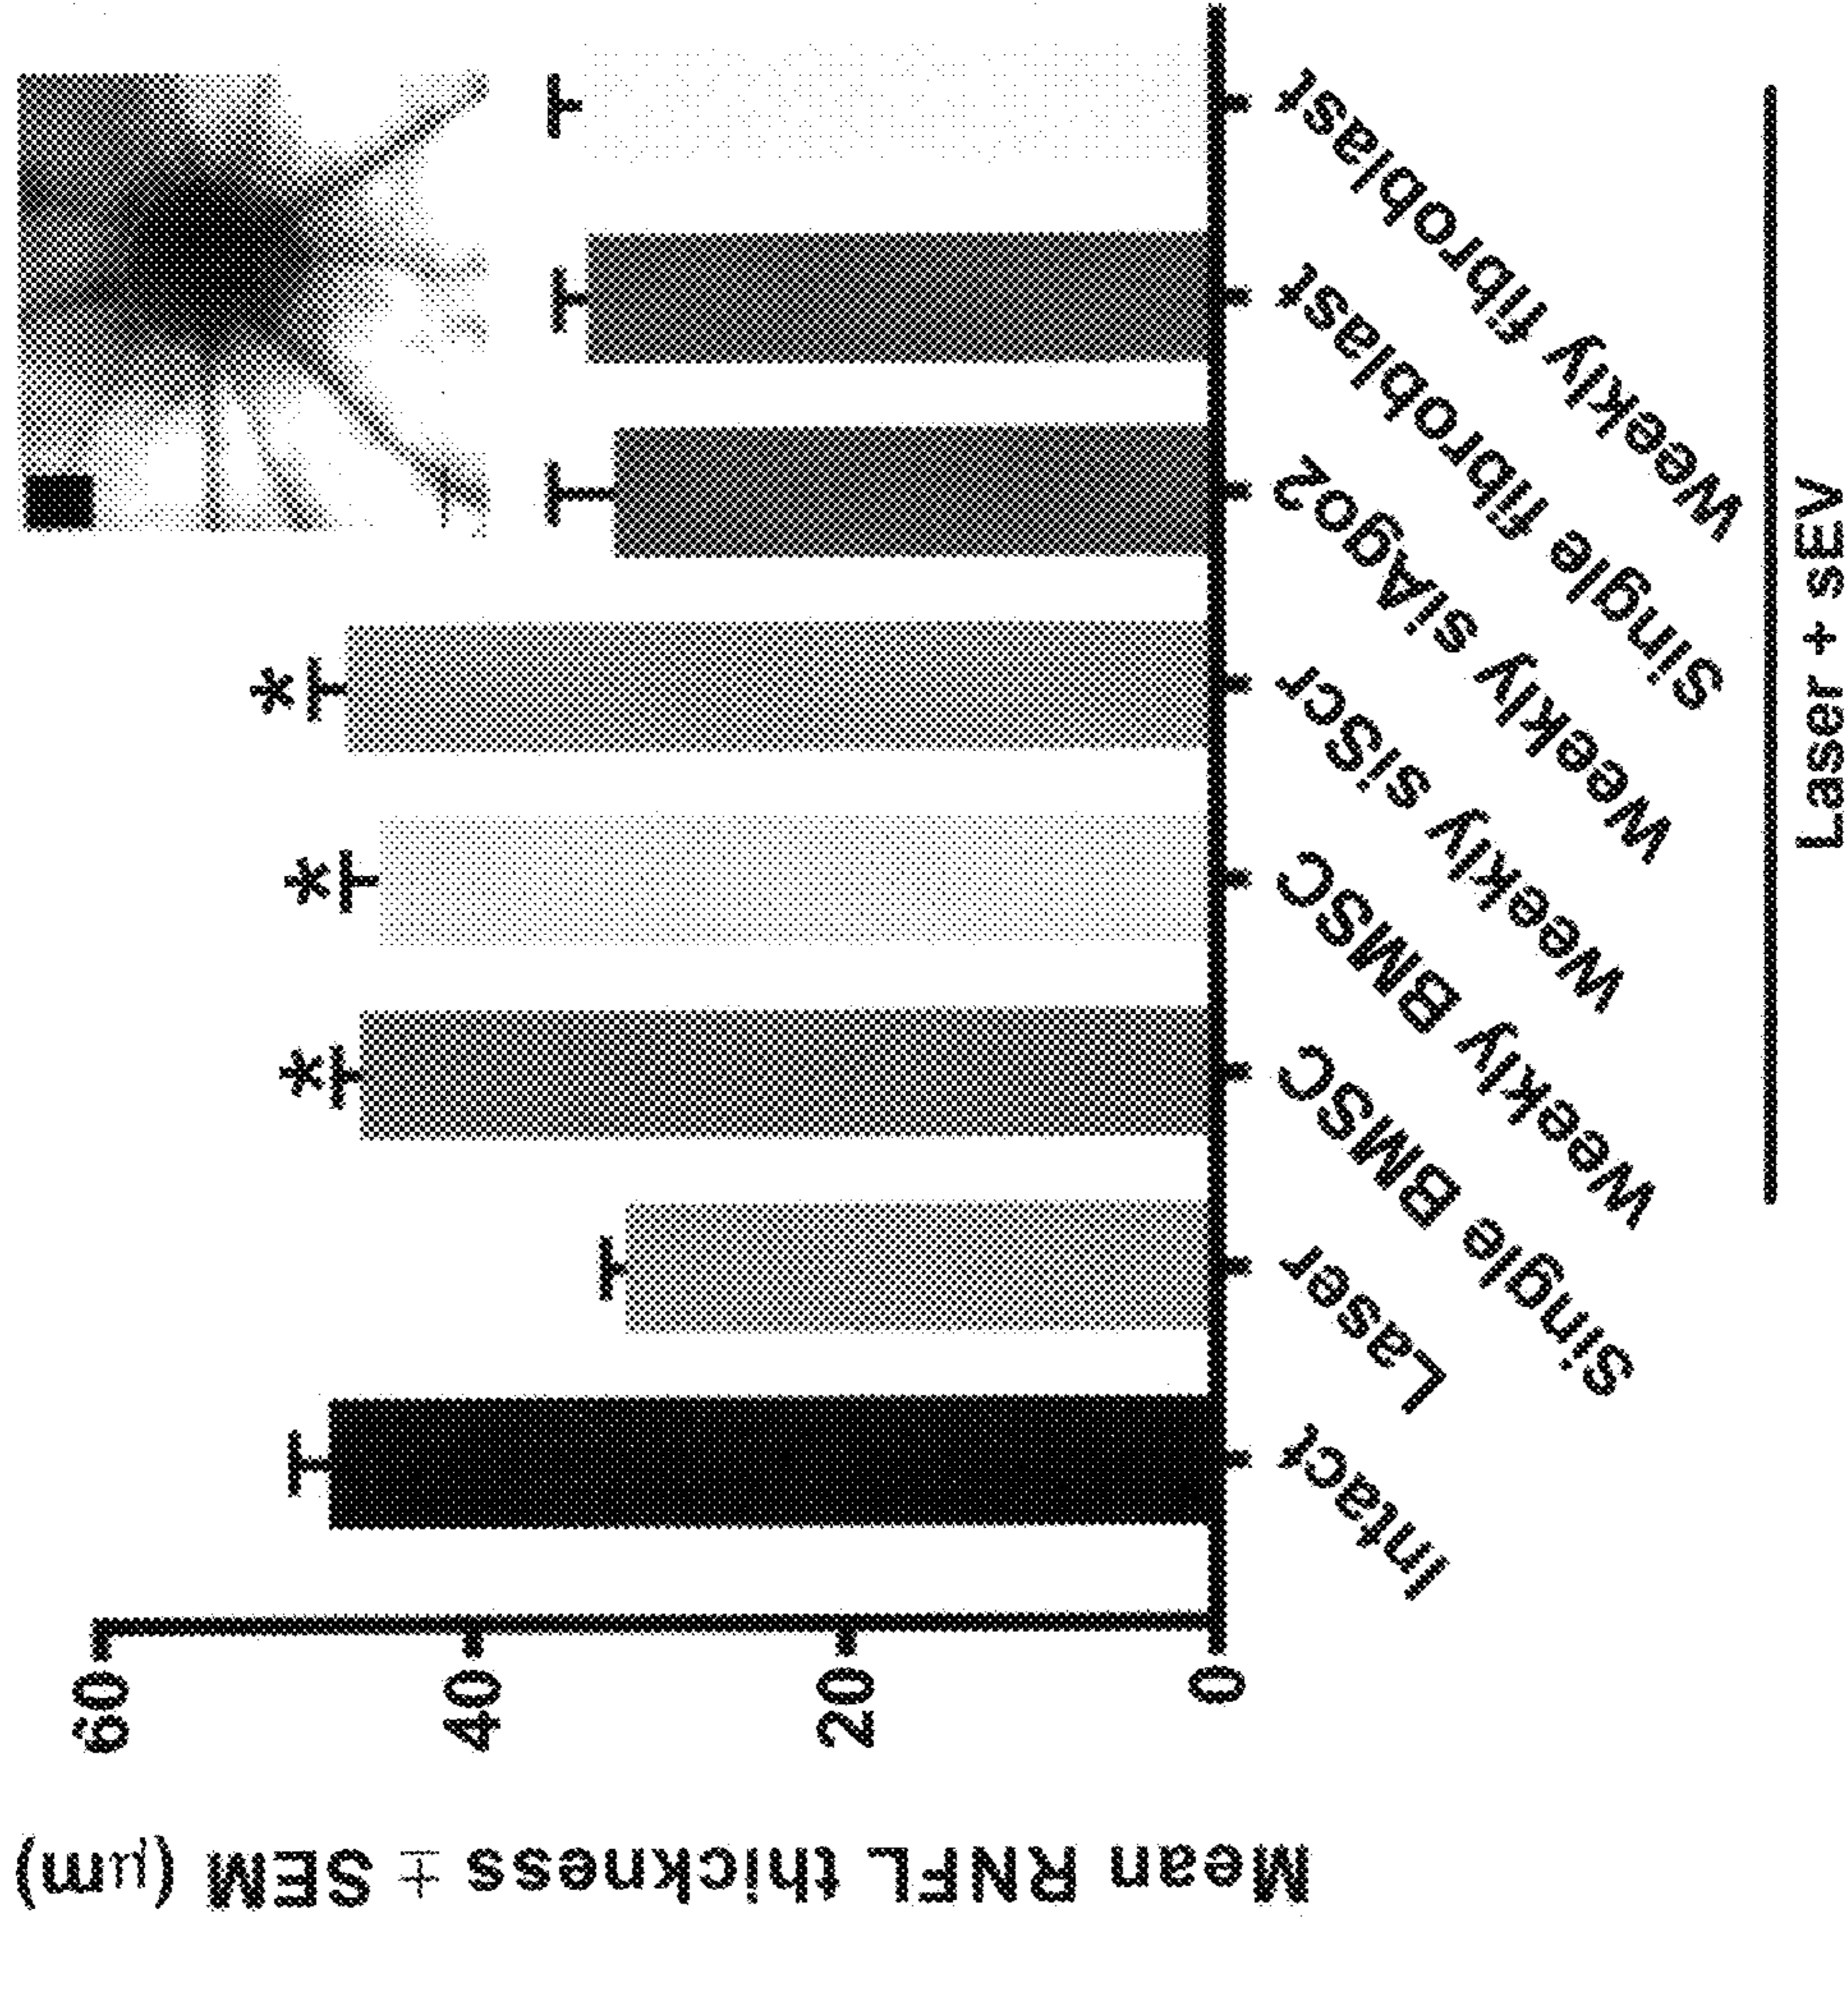 Mean RNFL thickness ± SEM (μm)
60
40
20
0
*
*
*
Intact
Laser
Single BMSC
Weekly BMSC
Weekly siScr
Weekly siAgo2
Single fibroblast
Weekly fibroblast
Laser + sEV